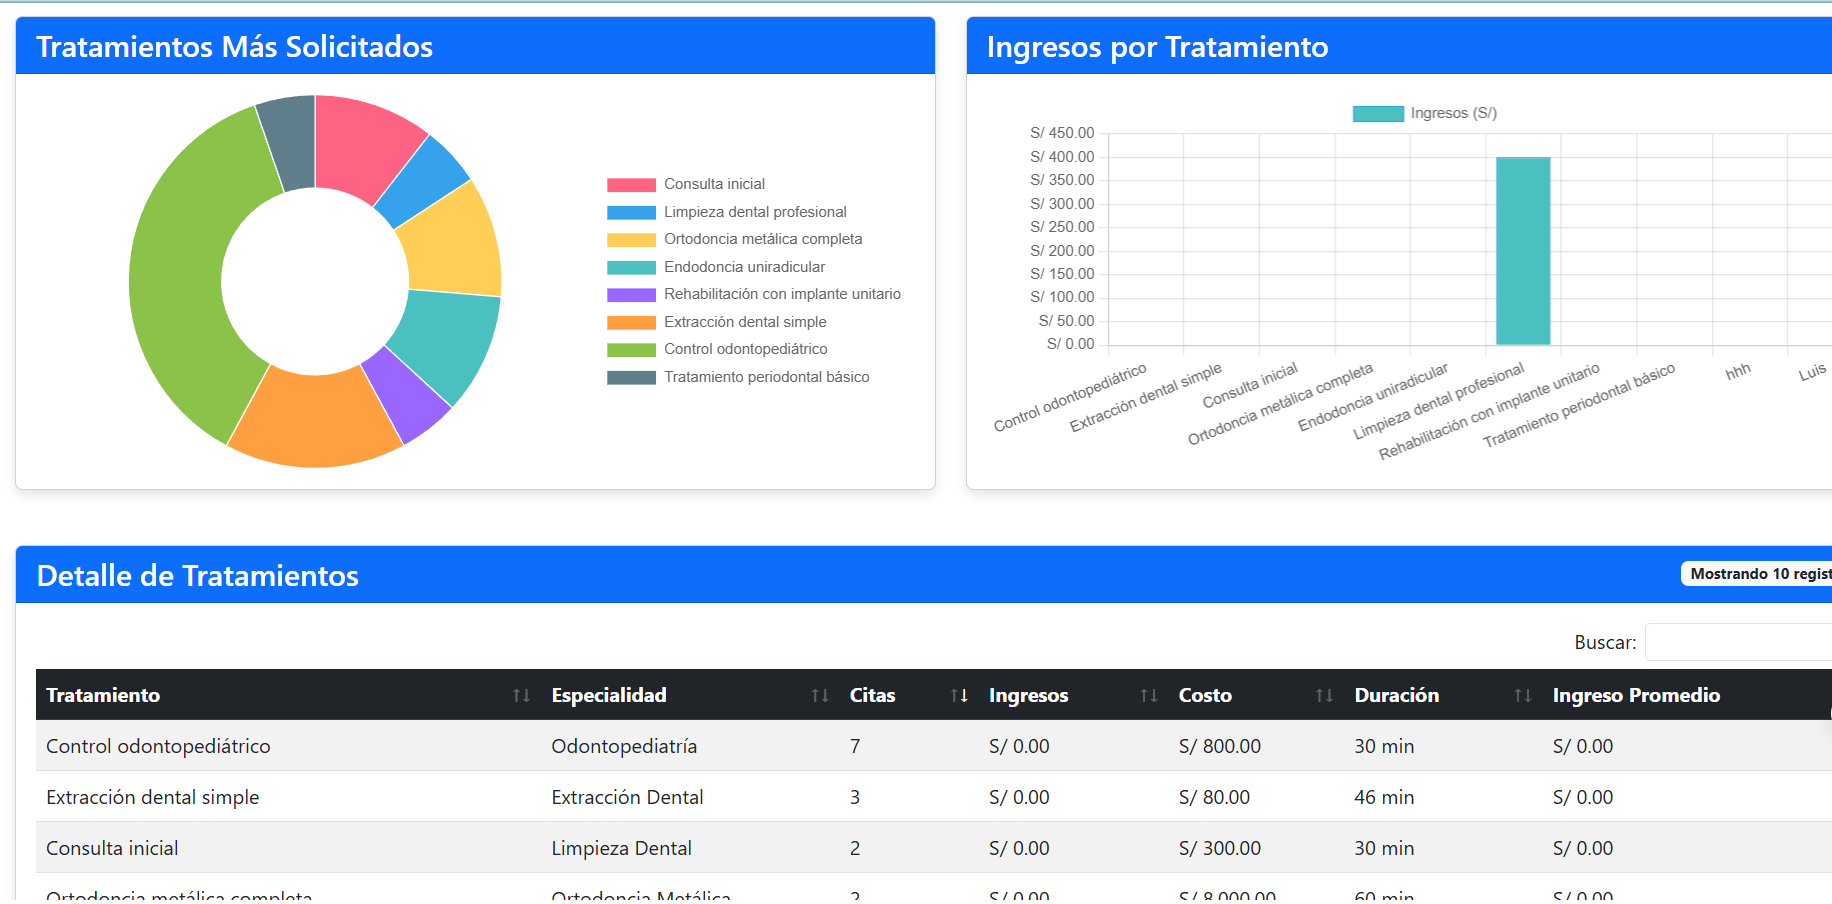 Tratamientos Más Solicitados
Consulta inicial
Limpieza dental profesional
Ortodoncia metálica completa
Endodoncia uniradicular
Rehabilitación con implante unitario
Extracción dental simple
Control odontopediátrico
Tratamiento periodontal básico
Ingresos por Tratamiento
Ingresos (S/)
S/ 450.00
S/ 400.00
S/ 350.00
S/ 300.00
S/ 250.00
S/ 200.00
S/ 150.00
S/ 100.00
S/ 50.00
S/ 0.00
Control odontopediátrico
Extracción dental simple
Consulta inicial
Ortodoncia metálica completa
Endodoncia uniradicular
Limpieza dental profesional
Rehabilitación con implante unitario
Tratamiento periodontal básico
hhh
Luis
Detalle de Tratamientos
Mostrando 10 regist
Buscar:
Tratamiento Especialidad Citas Ingresos Costo Duración Ingreso Promedio
Control odontopediátrico Odontopediatría 7 S/ 0.00 S/ 800.00 30 min S/ 0.00
Extracción dental simple Extracción Dental 3 S/ 0.00 S/ 80.00 46 min S/ 0.00
Consulta inicial Limpieza Dental 2 S/ 0.00 S/ 300.00 30 min S/ 0.00
Ortodoncia metálica completa Ortodoncia Metálica 2 S/ 0.00 S/ 8,000.00 60 min S/ 0.00